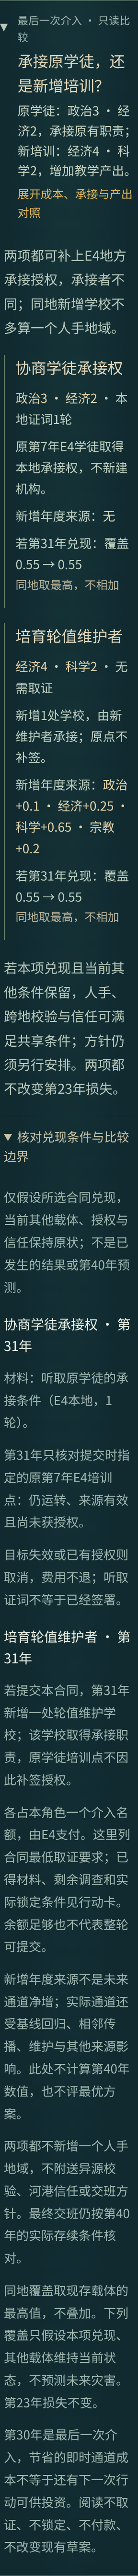 最后一次介入 · 只读比
较
承接原学徒，还
是新增培训？
原学徒：政治3 · 经
济2，承接原有职责；
新培训：经济4 · 科
学2，增加教学产出。
展开成本、承接与产出
对照
两项都可补上E4地方
承接授权，承接者不
同；同地新增学校不
多算一个人手地域。
协商学徒承接权
政治3 · 经济2 · 本
地证词1轮
原第7年E4学徒取得
本地承接权，不新建
机构。
新增年度来源：无
若第31年兑现：覆盖
0.55 → 0.55
同地取最高，不相加
培育轮值维护者
经济4 · 科学2 · 无
需取证
新增1处学校，由新
维护者承接；原点不
补签。
新增年度来源：政治
+0.1 · 经济+0.25 ·
科学+0.65 · 宗教
+0.2
若第31年兑现：覆盖
0.55 → 0.55
同地取最高，不相加
若本项兑现且当前其
他条件保留，人手、
跨地校验与信任可满
足共享条件；方针仍
须另行安排。两项都
不改变第23年损失。
▼ 核对兑现条件与比较
边界
仅假设所选合同兑现，
当前其他载体、授权与
信任保持原状；不是已
发生的结果或第40年预
测。
协商学徒承接权 · 第
31年
材料：听取原学徒的承
接条件（E4本地，1
轮）。
第31年只核对提交时指
定的原第7年E4培训
点：仍运转、来源有效
且尚未获授权。
目标失效或已有授权则
取消，费用不退；听取
证词不等于已经签署。
培育轮值维护者 · 第
31年
若提交本合同，第31年
新增一处轮值维护学
校；该学校取得承接职
责，原学徒培训点不因
此补签授权。
各占本角色一个介入名
额，由E4支付。这里列
合同最低取证要求；已
得材料、剩余调查和实
际锁定条件见行动卡。
余额足够也不代表整轮
可提交。
新增年度来源不是未来
通道净增；实际通道还
受基线回归、相邻传
播、维护与其他来源影
响。此处不计算第40年
数值，也不评最优方
案。
两项都不新增一个人手
地域，不附送异源校
验、河港信任或交班方
针。最终交班仍按第40
年的实际存续条件核
对。
同地覆盖取现存载体的
最高值，不叠加。下列
覆盖只假设本项兑现、
其他载体维持当前状
态，不预测未来灾害。
第23年损失不变。
第30年是最后一次介
入，节省的即时通道成
本不等于还有下一次行
动可供投资。阅读不取
证、不锁定、不付款、
不改变现有草案。